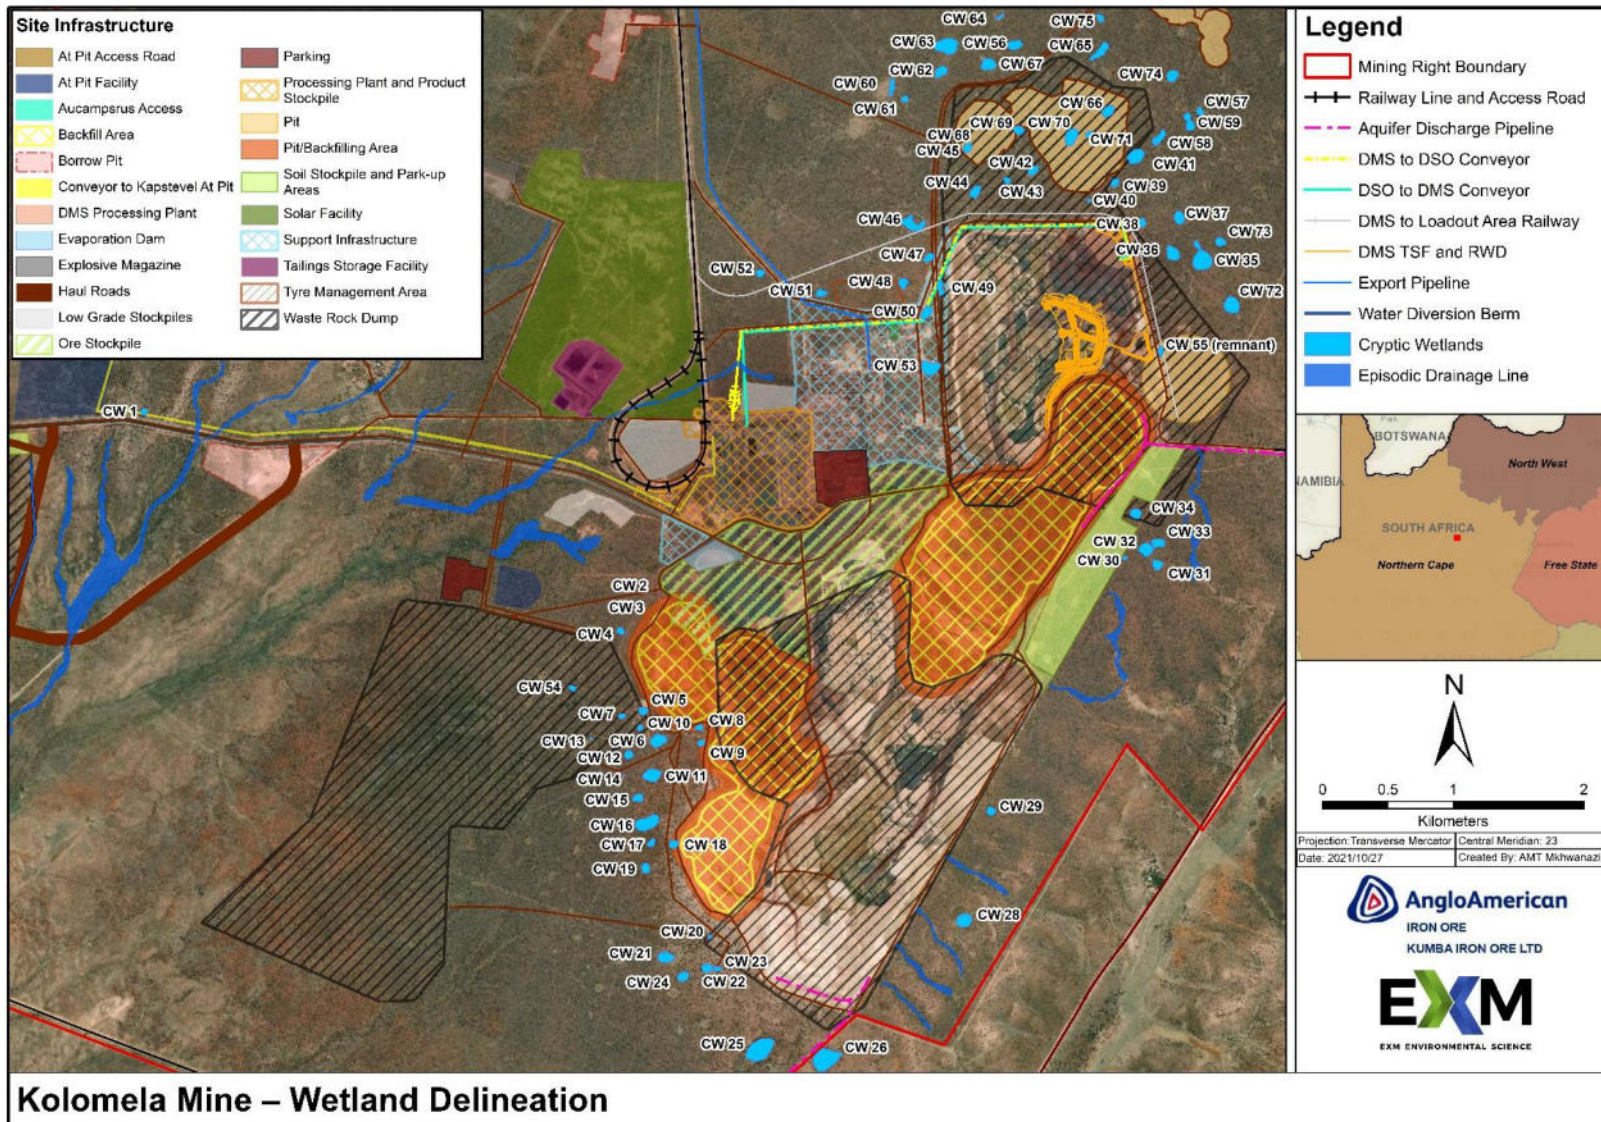 Site Infrastructure
At Pit Access Road
At Pit Facility
Aucampsrus Access
Backfill Area
Borrow Pit
Conveyor to Kapstevel At Pit
DMS Processing Plant
Evaporation Dam
Explosive Magazine
Haul Roads
Low Grade Stockpiles
Ore Stockpile
Parking
Processing Plant and Product
Stockpile
Pit
Pit/Backfilling Area
Soil Stockpile and Park-up
Areas
Solar Facility
Support Infrastructure
Tailings Storage Facility
Tyre Management Area
Waste Rock Dump
CW 64
CW 75
CW 63
CW 56
CW 65
CW 62
CW 67
CW 74
CW 60
CW 61
CW 66
CW 57
CW 59
CW 69
CW 70
CW 68
CW 71
CW 58
CW 45
CW 41
CW 42
CW 44
CW 43
CW 39
CW 40
CW 46
CW 38
CW 37
CW 73
CW 36
CW 35
CW 47
CW 52
CW 48
CW 49
CW 51
CW 72
CW 50
CW 55 (remnant)
CW 53
CW 1
CW 34
CW 33
CW 32
CW 30
CW 31
CW 2
CW 3
CW 4
CW 54
CW 5
CW 7
CW 10
CW 8
CW 13
CW 6
CW 9
CW 12
CW 14
CW 11
CW 15
CW 29
CW 16
CW 17
CW 18
CW 19
CW 28
CW 20
CW 21
CW 23
CW 24
CW 22
CW 25
CW 26
Legend
Mining Right Boundary
Railway Line and Access Road
Aquifer Discharge Pipeline
DMS to DSO Conveyor
DSO to DMS Conveyor
DMS to Loadout Area Railway
DMS TSF and RWD
Export Pipeline
Water Diversion Berm
Cryptic Wetlands
Episodic Drainage Line
BOTSWANA
North West
NAMIBIA
SOUTH AFRICA
Northern Cape
Free State
N
0 0.5 1 2
Kilometers
Projection:Transverse Mercator Central Meridian: 23
Date: 2021/10/27 Created By: AMT Mkhwanazi
AngloAmerican
IRON ORE
KUMBA IRON ORE LTD
EXM
EXM ENVIRONMENTAL SCIENCE
Kolomela Mine – Wetland Delineation